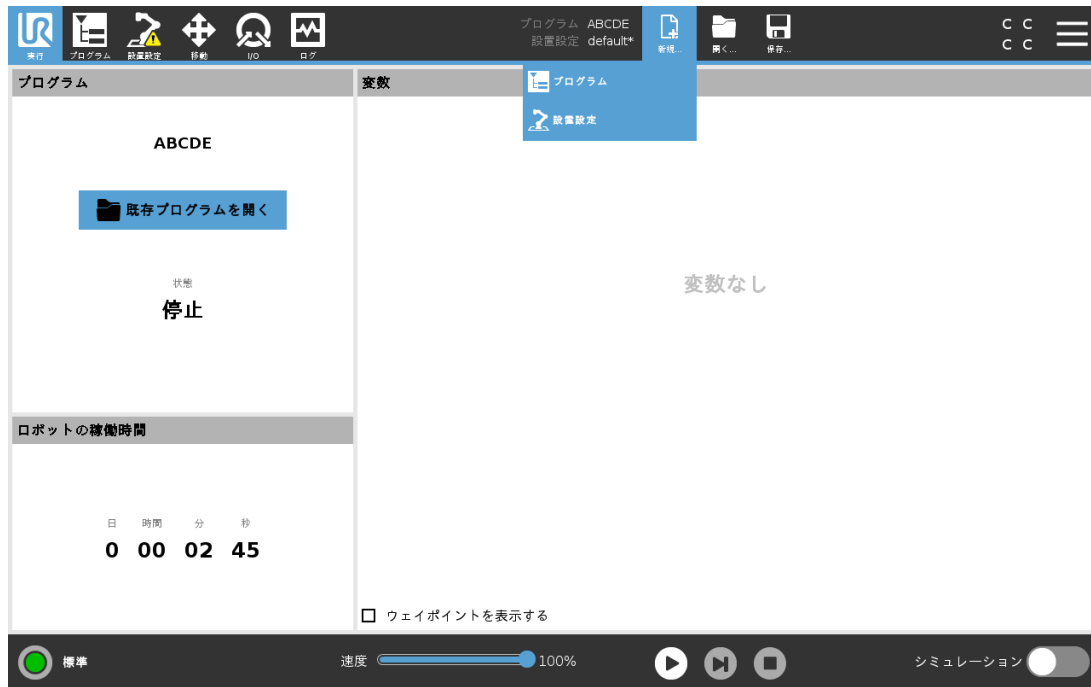 UR
実行 プログラム 設置設定 移動 I/O ログ
プログラム ABCDE
設置設定 default*
新規... 開く... 保存...
C C
C C
プログラム
設置設定
プログラム
ABCDE
既存プログラムを開く
状態
停止
ロボットの稼働時間
日 時間 分 秒
0 00 02 45
変数
変数なし
ウェイポイントを表示する
標準
速度 100%
シミュレーション